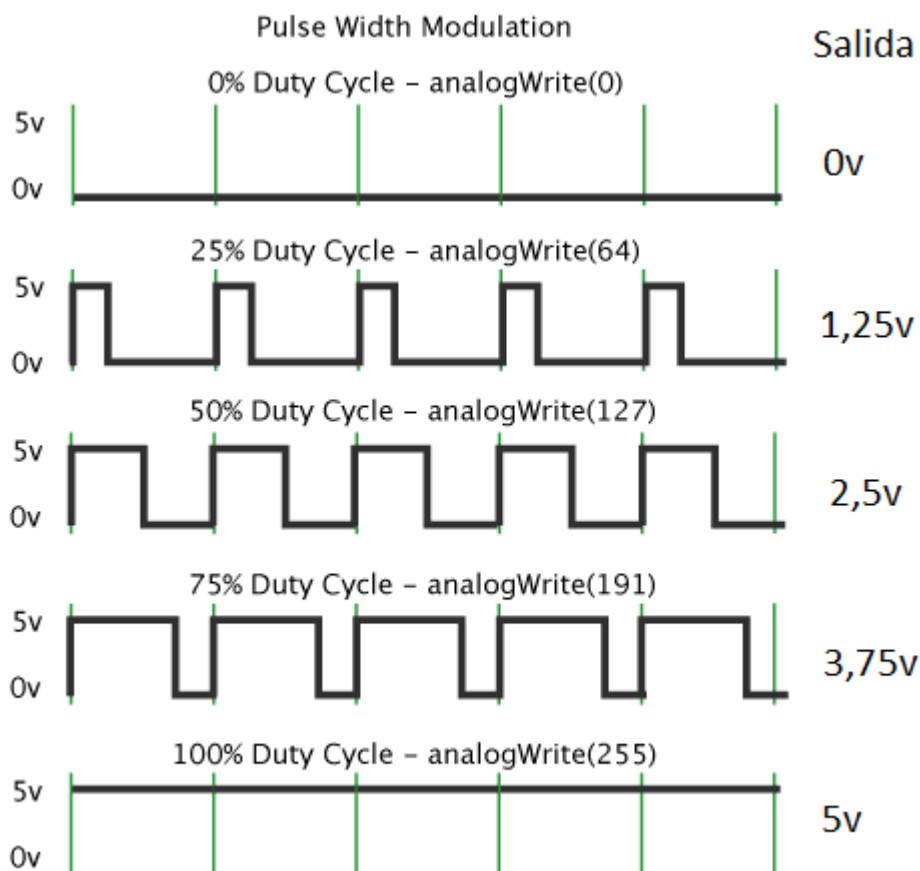 Pulse Width Modulation
Salida
0% Duty Cycle – analogWrite(0)
5v
0v
0v
25% Duty Cycle – analogWrite(64)
5v
0v
1,25v
50% Duty Cycle – analogWrite(127)
5v
0v
2,5v
75% Duty Cycle – analogWrite(191)
5v
0v
3,75v
100% Duty Cycle – analogWrite(255)
5v
0v
5v